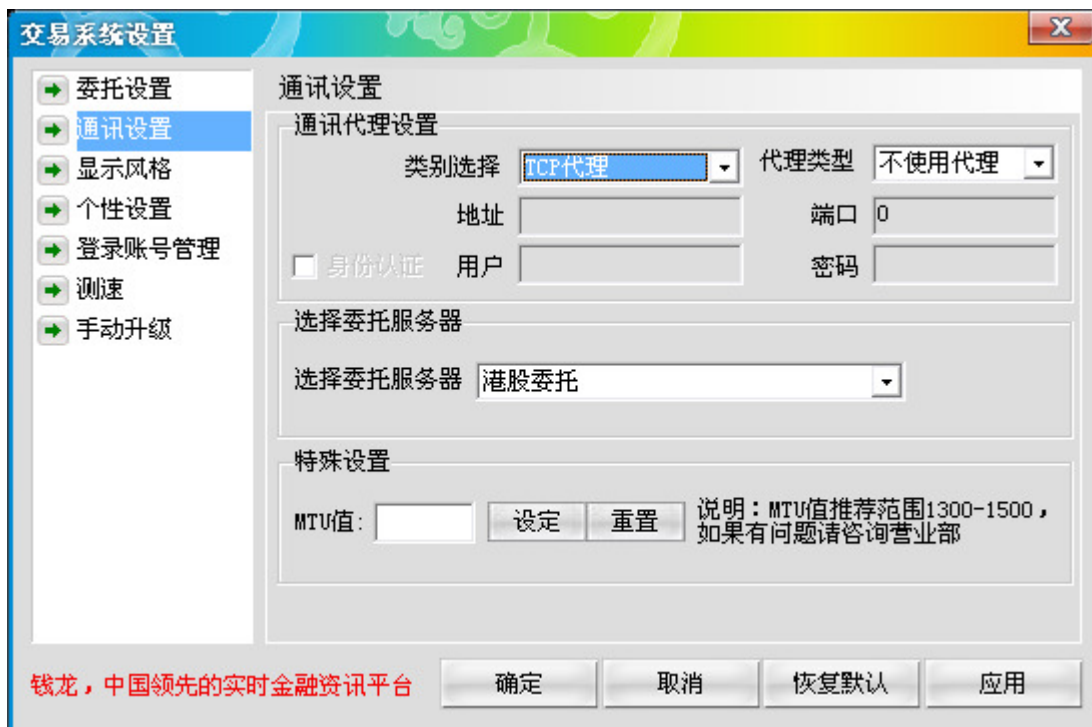 交易系统设置
委托设置
通讯设置
显示风格
个性设置
登录账号管理
测速
手动升级
通讯设置
通讯代理设置
类别选择 TCP代理 代理类型 不使用代理
地址 端口 0
身份认证 用户 密码
选择委托服务器
选择委托服务器 港股委托
特殊设置
MTU值: 设定 重置 说明：MTU值推荐范围1300-1500，
如果有问题请咨询营业部
钱龙，中国领先的实时金融资讯平台 确定 取消 恢复默认 应用